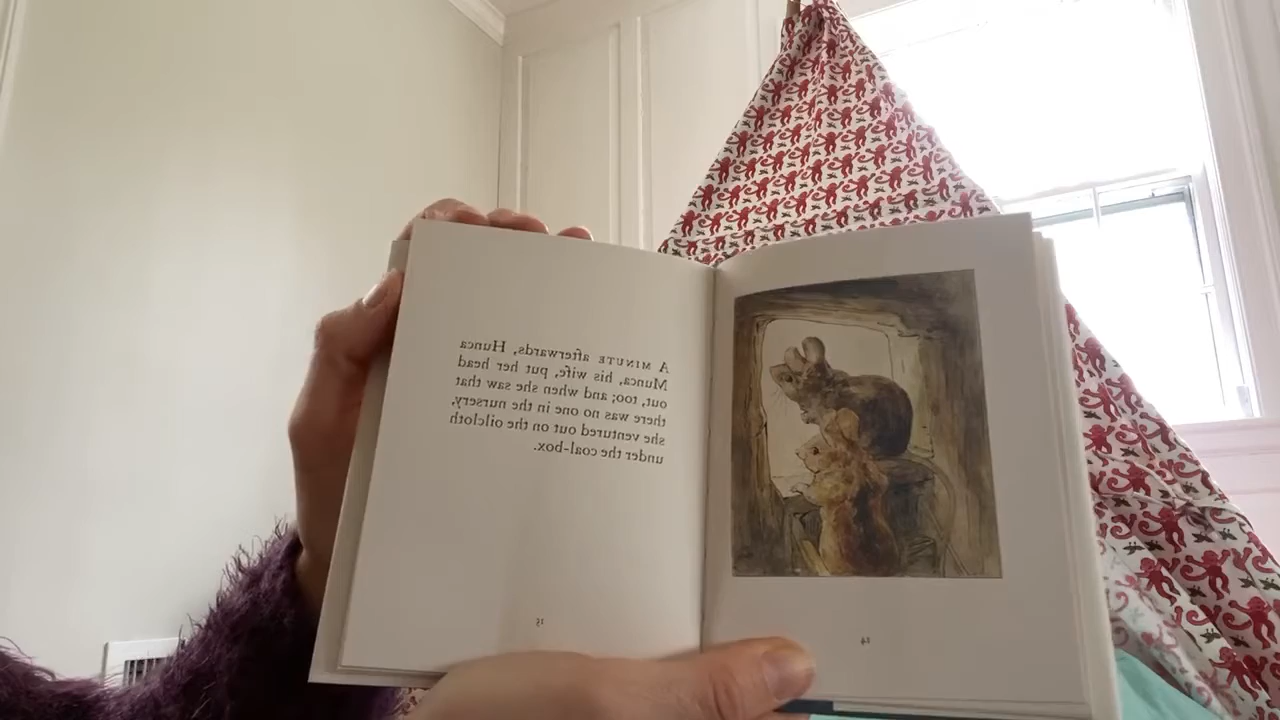 A MINUTE afterwards, Hunca
Munca, his wife, put her head
out, too; and when she saw that
there was no one in the nursery,
she ventured out on the oilcloth
under the coal-box.
15
14